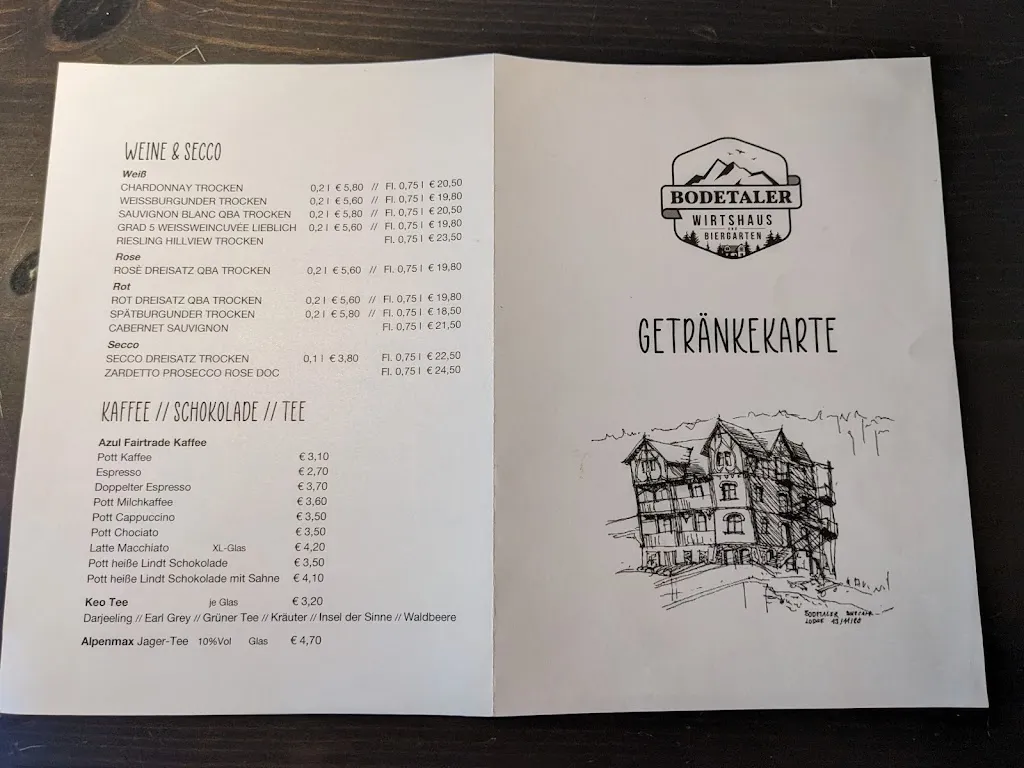 WEINE & SECCO
Weiß
CHARDONNAY TROCKEN 0,2 l € 5,80 // Fl. 0,75 l € 20,50
WEISSBURGUNDER TROCKEN 0,2 l € 5,60 // Fl. 0,75 l € 19,80
SAUVIGNON BLANC QBA TROCKEN 0,2 l € 5,80 // Fl. 0,75 l € 20,50
GRAD 5 WEISSWEINCUVÉE LIEBLICH 0,2 l € 5,60 // Fl. 0,75 l € 19,80
RIESLING HILLVIEW TROCKEN Fl. 0,75 l € 23,50
Rose
ROSÉ DREISATZ QBA TROCKEN 0,2 l € 5,60 // Fl. 0,75 l € 19,80
Rot
ROT DREISATZ QBA TROCKEN 0,2 l € 5,60 // Fl. 0,75 l € 19,80
SPÄTBURGUNDER TROCKEN 0,2 l € 5,80 // Fl. 0,75 l € 18,50
CABERNET SAUVIGNON Fl. 0,75 l € 21,50
Secco
SECCO DREISATZ TROCKEN 0,1 l € 3,80 Fl. 0,75 l € 22,50
ZARDETTO PROSECCO ROSE DOC Fl. 0,75 l € 24,50
KAFFEE // SCHOKOLADE // TEE
Azul Fairtrade Kaffee
Pott Kaffee € 3,10
Espresso € 2,70
Doppelter Espresso € 3,70
Pott Milchkaffee € 3,60
Pott Cappuccino € 3,50
Pott Chociato € 3,50
Latte Macchiato XL-Glas € 4,20
Pott heiße Lindt Schokolade € 3,50
Pott heiße Lindt Schokolade mit Sahne € 4,10
Keo Tee je Glas € 3,20
Darjeeling // Earl Grey // Grüner Tee // Kräuter // Insel der Sinne // Waldbeere
Alpenmax Jager-Tee 10%Vol Glas € 4,70
BODETALER
WIRTSHAUS
UND
BIERGARTEN
GETRÄNKEKARTE
BODETALER
LODGE 13/11/20